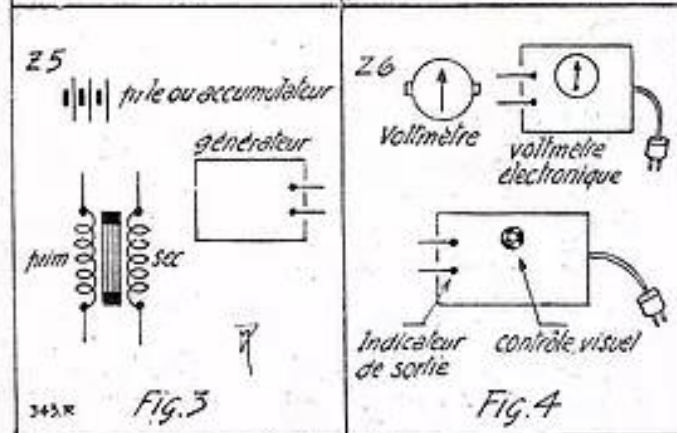 Z5
pile ou accumulateur
générateur
prim
sec
343.R
Fig.3
Z6
Voltmètre
voltmètre
électronique
Indicateur
de sortie
contrôle visuel
Fig.4